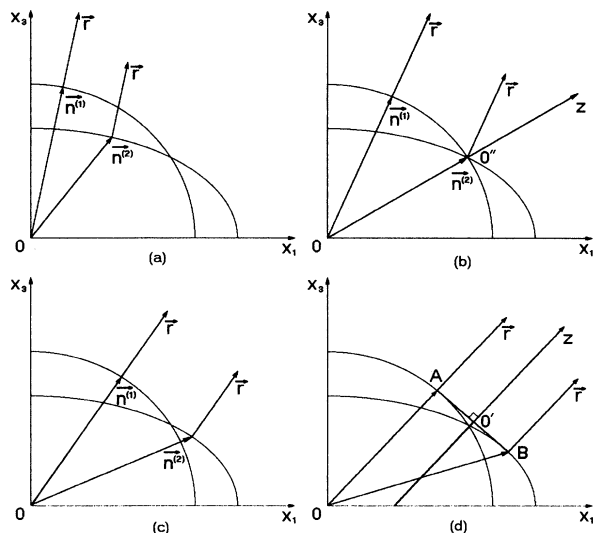 X₃
r⃗
r⃗
n⃗⁽¹⁾
n⃗⁽²⁾
0
X₁
(a)
X₃
r⃗
r⃗
n⃗⁽¹⁾
z
0″
n⃗⁽²⁾
0
X₁
(b)
X₃
r⃗
r⃗
n⃗⁽¹⁾
n⃗⁽²⁾
0
X₁
(c)
X₃
r⃗
z
A
r⃗
0′
B
0
X₁
(d)